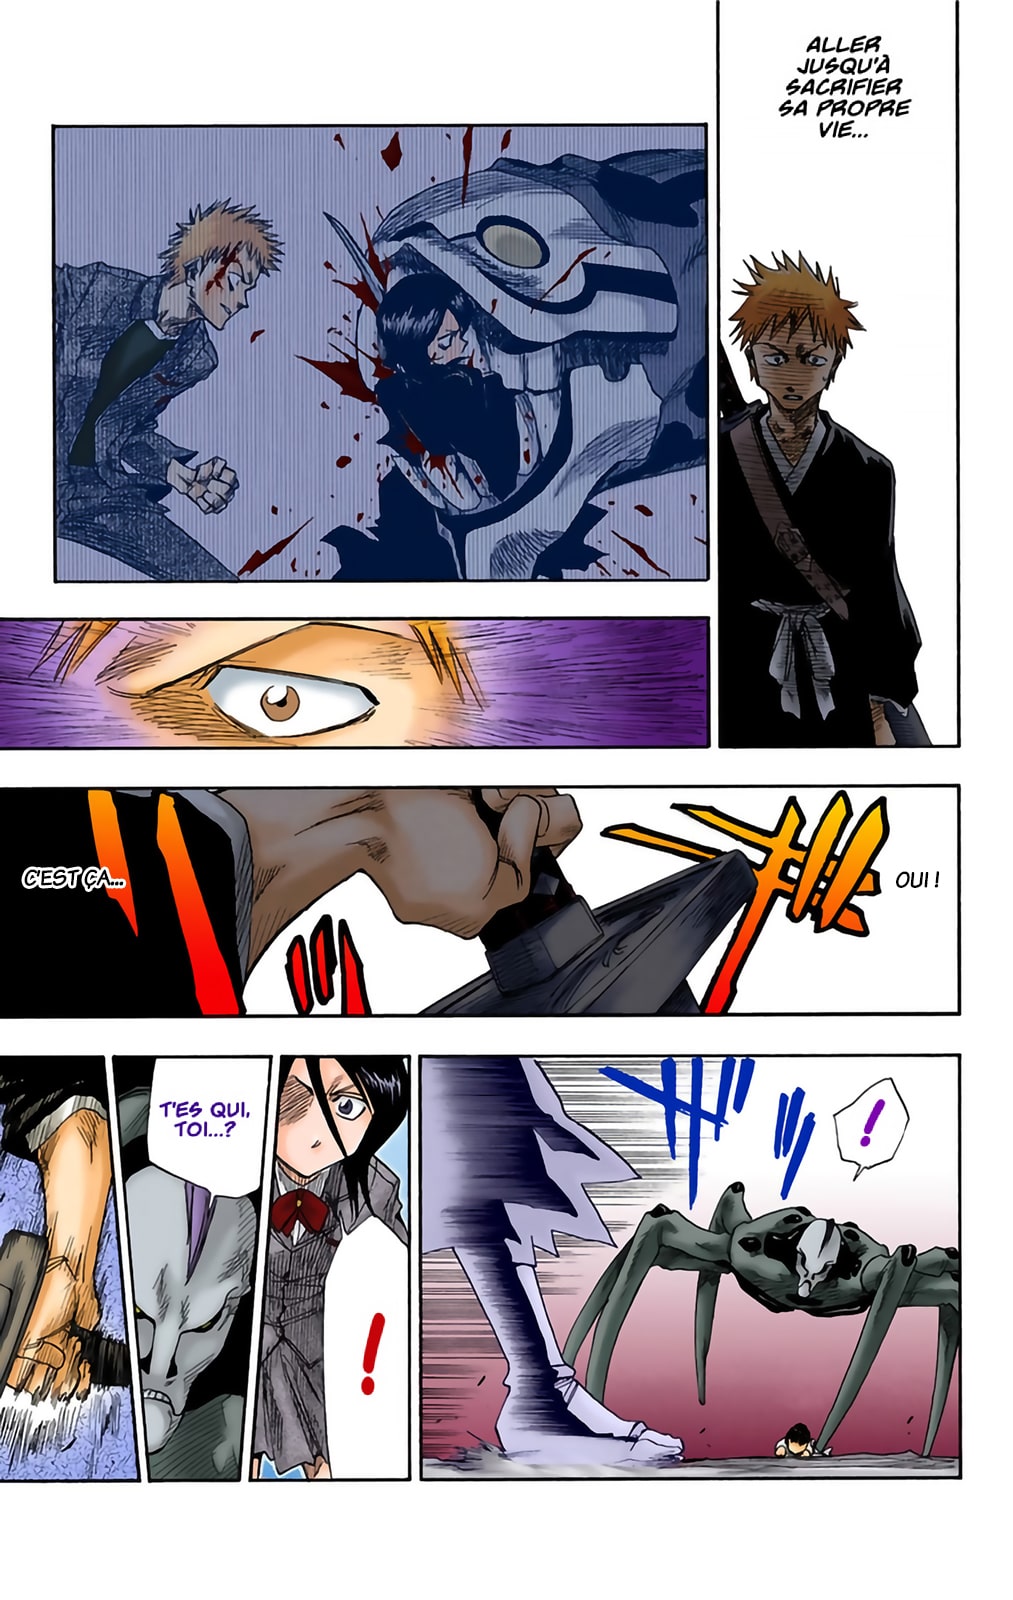 ALLER
JUSQU'À
SACRIFIER
SA PROPRE
VIE...
OUI !
C'EST ÇA...
!
!
T'ES QUI,
TOI...?